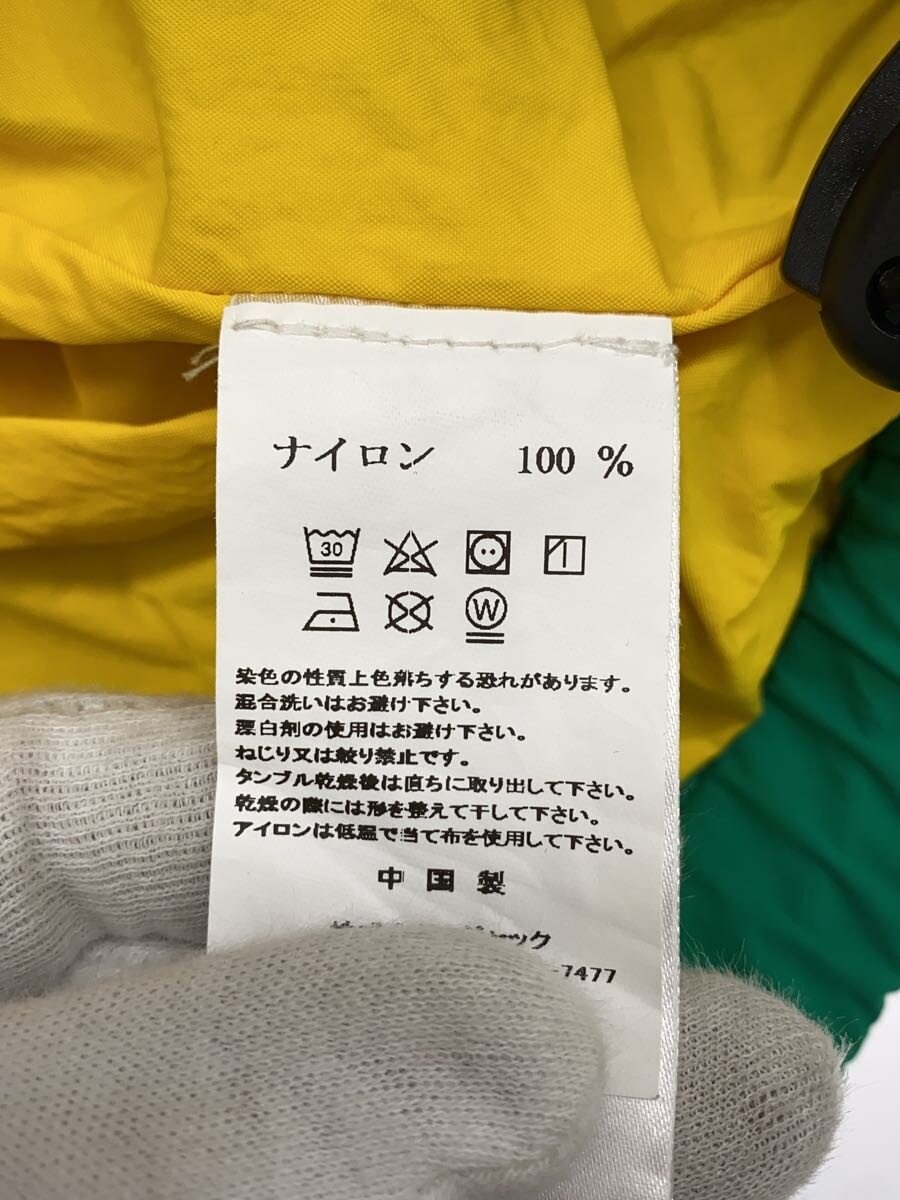 ナイロン 100 %
30
W
染色の性質上色落ちする恐れがあります。
混合洗いはお避け下さい。
漂白剤の使用はお避け下さい。
ねじり又は絞り禁止です。
タンブル乾燥後は直ちに取り出して下さい。
乾燥の際には形を整えて干して下さい。
アイロンは低温で当て布を使用して下さい。
中国製
ック
-7477